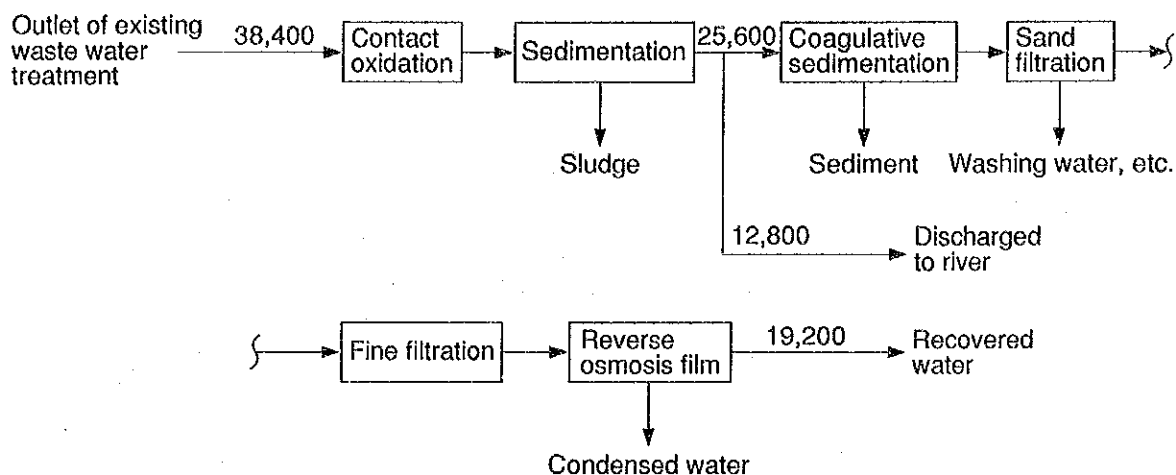 Outlet of existing
waste water
treatment
38,400
Contact
oxidation
Sedimentation
25,600
Coagulative
sedimentation
Sand
filtration
Sludge
Sediment
Washing water, etc.
12,800
Discharged
to river
Fine filtration
Reverse
osmosis film
19,200
Recovered
water
Condensed water